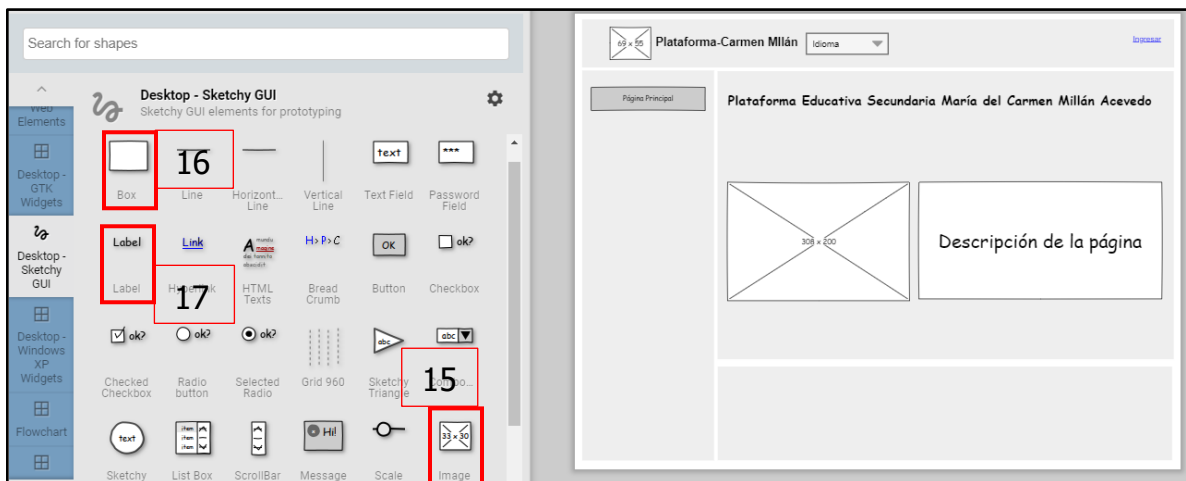 Search for shapes
Desktop - Sketchy GUI
Sketchy GUI elements for prototyping
Web Elements
Desktop - GTK Widgets
Desktop - Sketchy GUI
Desktop - Windows XP Widgets
Flowchart
16
text
***
Box
Line
Horizont... Line
Vertical Line
Text Field
Password Field
Label
Link
H> P> C
OK
ok?
Label
17
HTML Texts
Bread Crumb
Button
Checkbox
ok?
ok?
ok?
abc
abc
Checked Checkbox
Radio button
Selected Radio
Grid 960
Sketchy Triangle
15
text
item
item
item
Hi!
33 x 30
Sketchy
List Box
ScrollBar
Message
Scale
Image
69 x 55
Plataforma-Carmen MIlán
Idioma
Ingresar
Página Principal
Plataforma Educativa Secundaria María del Carmen Millán Acevedo
308 x 200
Descripción de la página